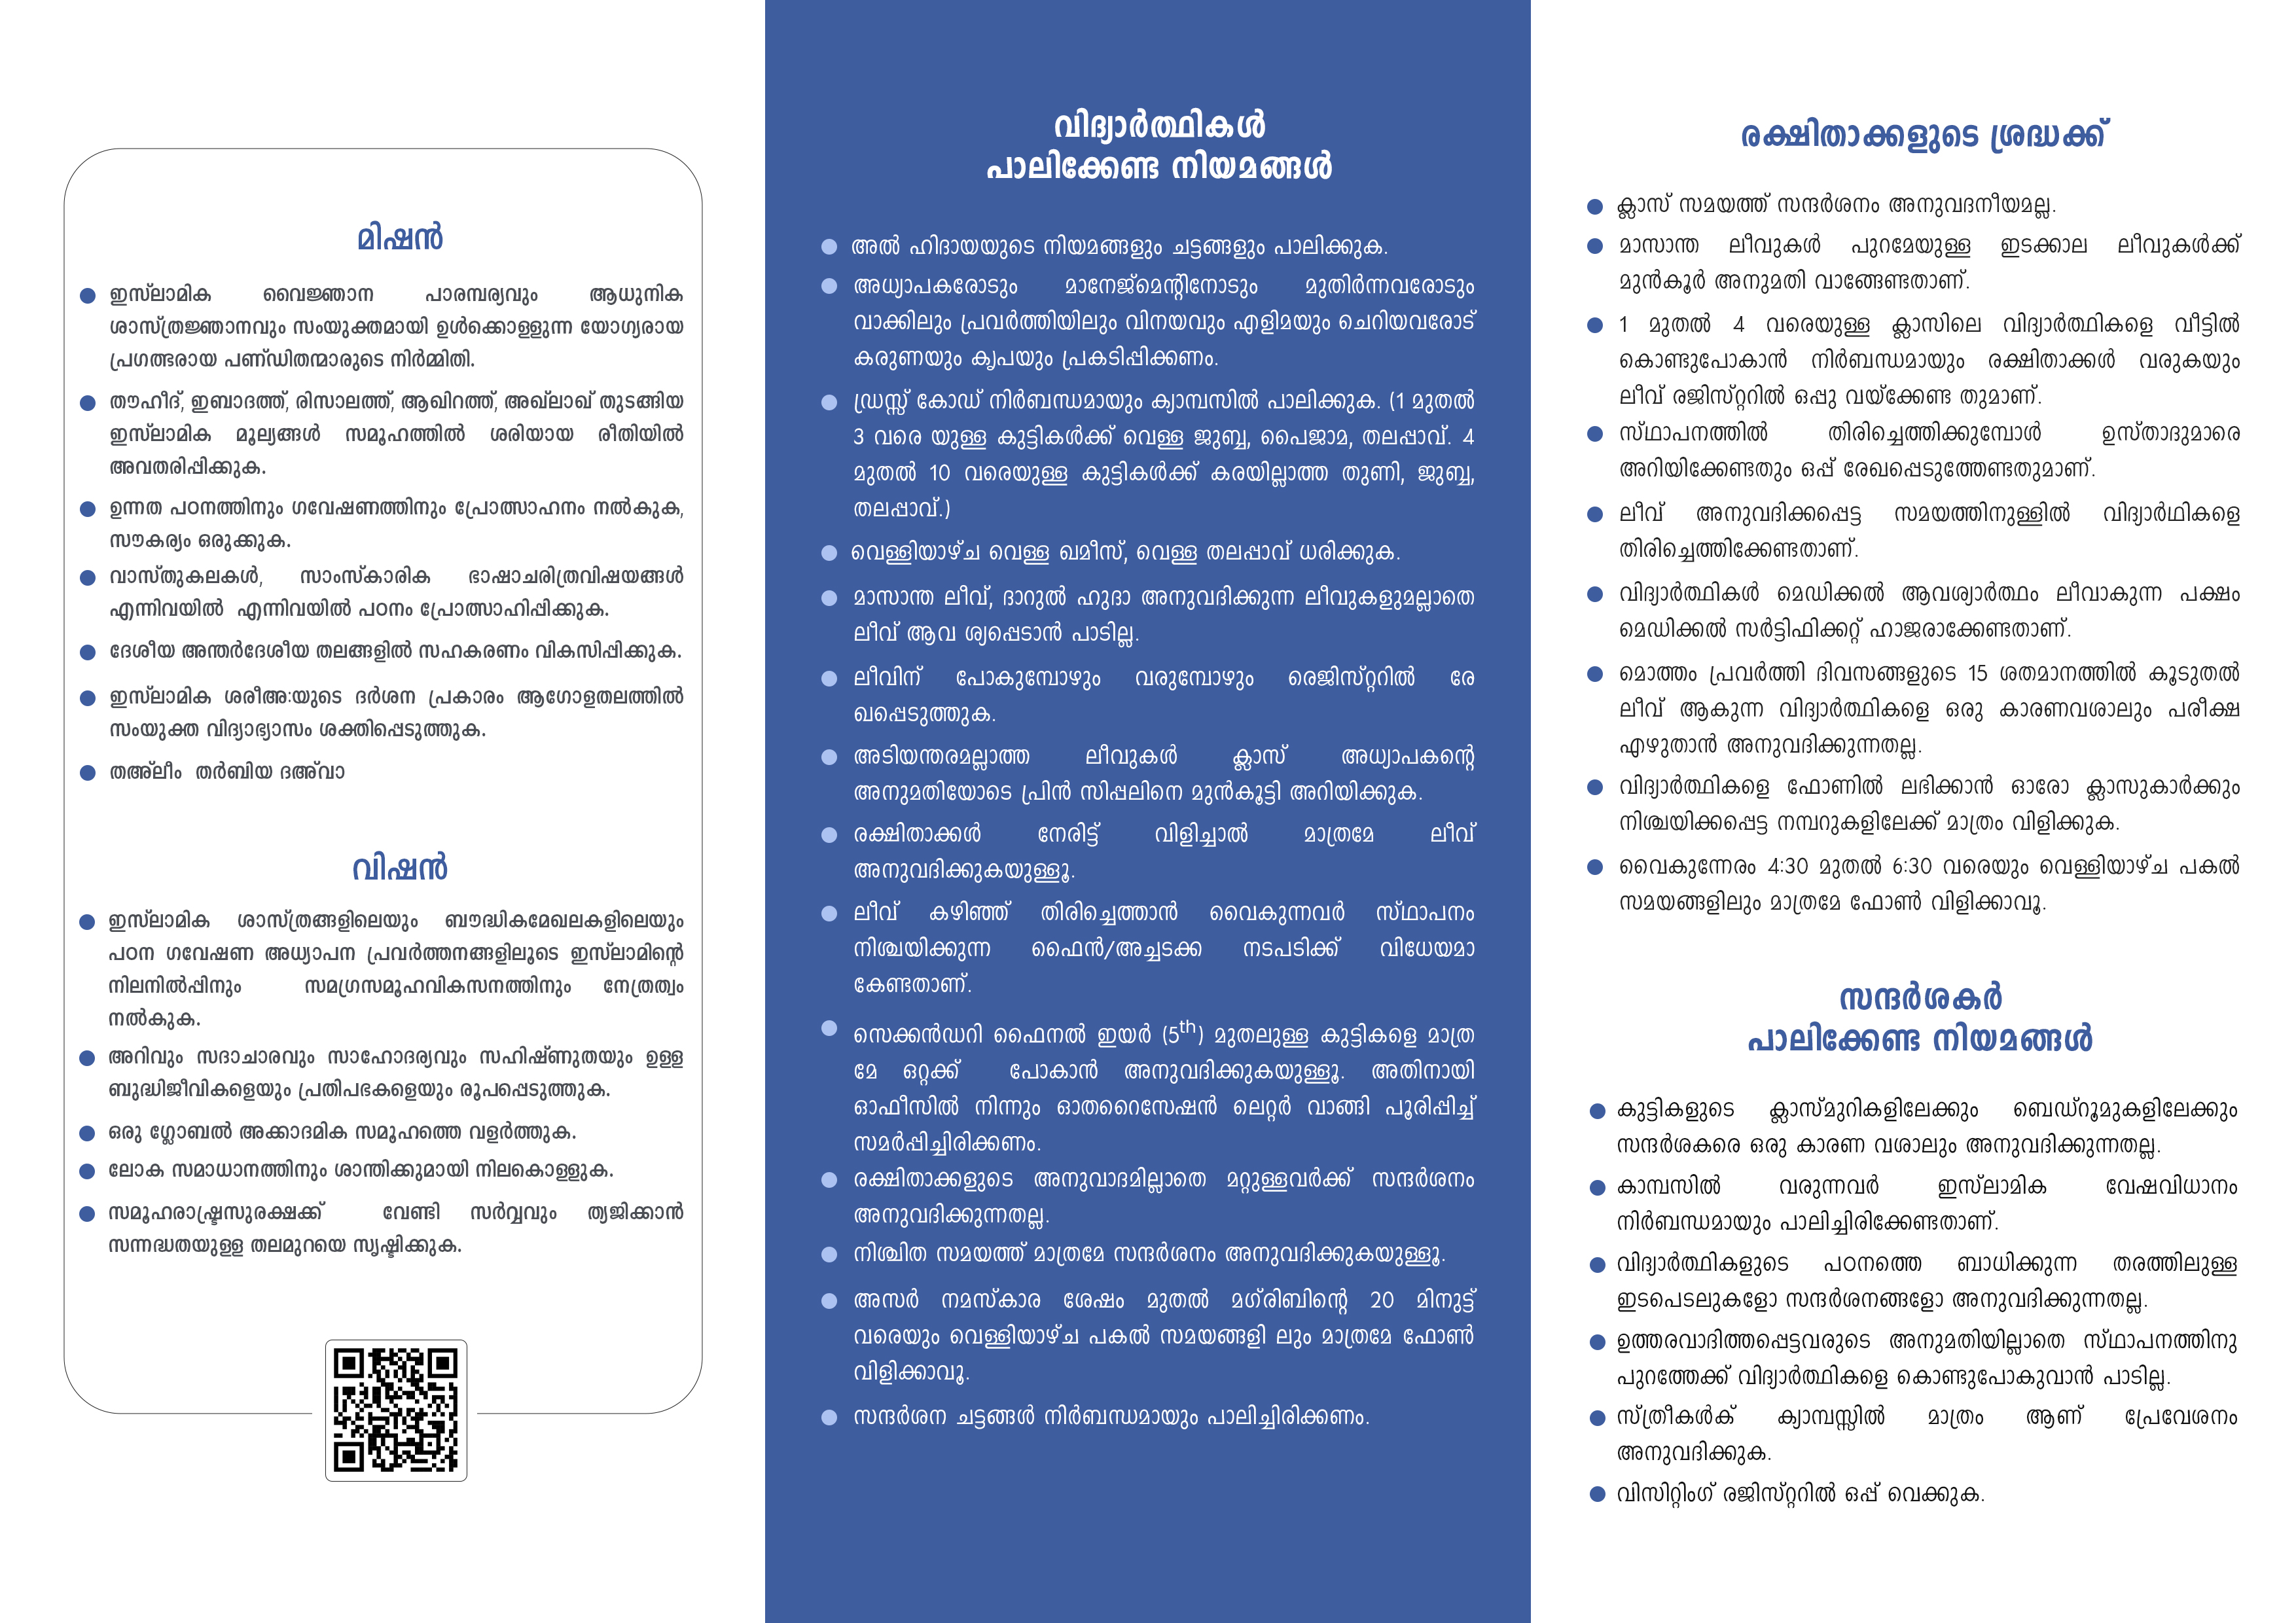 മിഷൻ
ഇസ്‌ലാമിക വൈജ്ഞാന പാരമ്പര്യവും ആധുനിക
ശാസ്ത്രജ്ഞാനവും സംയുക്തമായി ഉൾക്കൊള്ളുന്ന യോഗ്യരായ
പ്രഗത്ഭരായ പണ്ഡിതന്മാരുടെ നിർമ്മിതി.
തൗഹീദ്, ഇബാദത്ത്, രിസാലത്ത്, ആഖിറത്ത്, അഖ്ലാഖ് തുടങ്ങിയ
ഇസ്‌ലാമിക മൂല്യങ്ങൾ സമൂഹത്തിൽ ശരിയായ രീതിയിൽ
അവതരിപ്പിക്കുക.
ഉന്നത പഠനത്തിനും ഗവേഷണത്തിനും പ്രോത്സാഹനം നൽകുക,
സൗകര്യം ഒരുക്കുക.
വാസ്തുകലകൾ, സാംസ്കാരിക ഭാഷാചരിത്രവിഷയങ്ങൾ
എന്നിവയിൽ എന്നിവയിൽ പഠനം പ്രോത്സാഹിപ്പിക്കുക.
ദേശീയ അന്തർദേശീയ തലങ്ങളിൽ സഹകരണം വികസിപ്പിക്കുക.
ഇസ്‌ലാമിക ശരീഅഃയുടെ ദർശന പ്രകാരം ആഗോളതലത്തിൽ
സംയുക്ത വിദ്യാഭ്യാസം ശക്തിപ്പെടുത്തുക.
തഅ്ലീം തർബിയ ദഅ്‌വാ
വിഷൻ
ഇസ്‌ലാമിക ശാസ്ത്രങ്ങളിലെയും ബൗദ്ധികമേഖലകളിലെയും
പഠന ഗവേഷണ അധ്യാപന പ്രവർത്തനങ്ങളിലൂടെ ഇസ്‌ലാമിന്റെ
നിലനിൽപ്പിനും സമഗ്രസമൂഹവികസനത്തിനും നേത്രത്വം
നൽകുക.
അറിവും സദാചാരവും സാഹോദര്യവും സഹിഷ്ണുതയും ഉള്ള
ബുദ്ധിജീവികളെയും പ്രതിപഭകളെയും രൂപപ്പെടുത്തുക.
ഒരു ഗ്ലോബൽ അക്കാദമിക സമൂഹത്തെ വളർത്തുക.
ലോക സമാധാനത്തിനും ശാന്തിക്കുമായി നിലകൊള്ളുക.
സമൂഹരാഷ്ട്രസുരക്ഷക്ക് വേണ്ടി സർവ്വവും ത്യജിക്കാൻ
സന്നദ്ധതയുള്ള തലമുറയെ സൃഷ്ടിക്കുക.
വിദ്യാർത്ഥികൾ
പാലിക്കേണ്ട നിയമങ്ങൾ
അൽ ഹിദായയുടെ നിയമങ്ങളും ചട്ടങ്ങളും പാലിക്കുക.
അധ്യാപകരോടും മാനേജ്മെന്റിനോടും മുതിർന്നവരോടും
വാക്കിലും പ്രവർത്തിയിലും വിനയവും എളിമയും ചെറിയവരോട്
കരുണയും കൃപയും പ്രകടിപ്പിക്കണം.
ഡ്രസ്സ് കോഡ് നിർബന്ധമായും ക്യാമ്പസിൽ പാലിക്കുക. (1 മുതൽ
3 വരെ യുള്ള കുട്ടികൾക്ക് വെള്ള ജുബ്ബ, പൈജാമ, തലപ്പാവ്. 4
മുതൽ 10 വരെയുള്ള കുട്ടികൾക്ക് കരയില്ലാത്ത തുണി, ജുബ്ബ,
തലപ്പാവ്.)
വെള്ളിയാഴ്ച വെള്ള ഖമീസ്, വെള്ള തലപ്പാവ് ധരിക്കുക.
മാസാന്ത ലീവ്, ദാറുൽ ഹുദാ അനുവദിക്കുന്ന ലീവുകളുമല്ലാതെ
ലീവ് ആവ ശ്യപ്പെടാൻ പാടില്ല.
ലീവിന് പോകുമ്പോഴും വരുമ്പോഴും രെജിസ്റ്ററിൽ രേ
ഖപ്പെടുത്തുക.
അടിയന്തരമല്ലാത്ത ലീവുകൾ ക്ലാസ് അധ്യാപകന്റെ
അനുമതിയോടെ പ്രിൻ സിപ്പലിനെ മുൻകൂട്ടി അറിയിക്കുക.
രക്ഷിതാക്കൾ നേരിട്ട് വിളിച്ചാൽ മാത്രമേ ലീവ്
അനുവദിക്കുകയുള്ളൂ.
ലീവ് കഴിഞ്ഞ് തിരിച്ചെത്താൻ വൈകുന്നവർ സ്ഥാപനം
നിശ്ചയിക്കുന്ന ഫൈൻ/അച്ചടക്ക നടപടിക്ക് വിധേയമാ
കേണ്ടതാണ്.
സെക്കൻഡറി ഫൈനൽ ഇയർ (5th) മുതലുള്ള കുട്ടികളെ മാത്ര
മേ ഒറ്റക്ക് പോകാൻ അനുവദിക്കുകയുള്ളൂ. അതിനായി
ഓഫീസിൽ നിന്നും ഓതറൈസേഷൻ ലെറ്റർ വാങ്ങി പൂരിപ്പിച്ച്
സമർപ്പിച്ചിരിക്കണം.
രക്ഷിതാക്കളുടെ അനുവാദമില്ലാതെ മറ്റുള്ളവർക്ക് സന്ദർശനം
അനുവദിക്കുന്നതല്ല.
നിശ്ചിത സമയത്ത് മാത്രമേ സന്ദർശനം അനുവദിക്കുകയുള്ളൂ.
അസർ നമസ്കാര ശേഷം മുതൽ മഗ്‌രിബിന്റെ 20 മിനുട്ട്
വരെയും വെള്ളിയാഴ്ച പകൽ സമയങ്ങളി ലും മാത്രമേ ഫോൺ
വിളിക്കാവൂ.
സന്ദർശന ചട്ടങ്ങൾ നിർബന്ധമായും പാലിച്ചിരിക്കണം.
രക്ഷിതാക്കളുടെ ശ്രദ്ധക്ക്
ക്ലാസ് സമയത്ത് സന്ദർശനം അനുവദനീയമല്ല.
മാസാന്ത ലീവുകൾ പുറമേയുള്ള ഇടക്കാല ലീവുകൾക്ക്
മുൻകൂർ അനുമതി വാങ്ങേണ്ടതാണ്.
1 മുതൽ 4 വരെയുള്ള ക്ലാസിലെ വിദ്യാർത്ഥികളെ വീട്ടിൽ
കൊണ്ടുപോകാൻ നിർബന്ധമായും രക്ഷിതാക്കൾ വരുകയും
ലീവ് രജിസ്റ്ററിൽ ഒപ്പു വയ്ക്കേണ്ട തുമാണ്.
സ്ഥാപനത്തിൽ തിരിച്ചെത്തിക്കുമ്പോൾ ഉസ്താദുമാരെ
അറിയിക്കേണ്ടതും ഒപ്പ് രേഖപ്പെടുത്തേണ്ടതുമാണ്.
ലീവ് അനുവദിക്കപ്പെട്ട സമയത്തിനുള്ളിൽ വിദ്യാർഥികളെ
തിരിച്ചെത്തിക്കേണ്ടതാണ്.
വിദ്യാർത്ഥികൾ മെഡിക്കൽ ആവശ്യാർത്ഥം ലീവാകുന്ന പക്ഷം
മെഡിക്കൽ സർട്ടിഫിക്കറ്റ് ഹാജരാക്കേണ്ടതാണ്.
മൊത്തം പ്രവർത്തി ദിവസങ്ങളുടെ 15 ശതമാനത്തിൽ കൂടുതൽ
ലീവ് ആകുന്ന വിദ്യാർത്ഥികളെ ഒരു കാരണവശാലും പരീക്ഷ
എഴുതാൻ അനുവദിക്കുന്നതല്ല.
വിദ്യാർത്ഥികളെ ഫോണിൽ ലഭിക്കാൻ ഓരോ ക്ലാസുകാർക്കും
നിശ്ചയിക്കപ്പെട്ട നമ്പറുകളിലേക്ക് മാത്രം വിളിക്കുക.
വൈകുന്നേരം 4:30 മുതൽ 6:30 വരെയും വെള്ളിയാഴ്ച പകൽ
സമയങ്ങളിലും മാത്രമേ ഫോൺ വിളിക്കാവൂ.
സന്ദർശകർ
പാലിക്കേണ്ട നിയമങ്ങൾ
കുട്ടികളുടെ ക്ലാസ്മുറികളിലേക്കും ബെഡ്റൂമുകളിലേക്കും
സന്ദർശകരെ ഒരു കാരണ വശാലും അനുവദിക്കുന്നതല്ല.
കാമ്പസിൽ വരുന്നവർ ഇസ്‌ലാമിക വേഷവിധാനം
നിർബന്ധമായും പാലിച്ചിരിക്കേണ്ടതാണ്.
വിദ്യാർത്ഥികളുടെ പഠനത്തെ ബാധിക്കുന്ന തരത്തിലുള്ള
ഇടപെടലുകളോ സന്ദർശനങ്ങളോ അനുവദിക്കുന്നതല്ല.
ഉത്തരവാദിത്തപ്പെട്ടവരുടെ അനുമതിയില്ലാതെ സ്ഥാപനത്തിനു
പുറത്തേക്ക് വിദ്യാർത്ഥികളെ കൊണ്ടുപോകുവാൻ പാടില്ല.
സ്ത്രീകൾക് ക്യാമ്പസ്സിൽ മാത്രം ആണ് പ്രേവേശനം
അനുവദിക്കുക.
വിസിറ്റിംഗ് രജിസ്റ്ററിൽ ഒപ്പ് വെക്കുക.